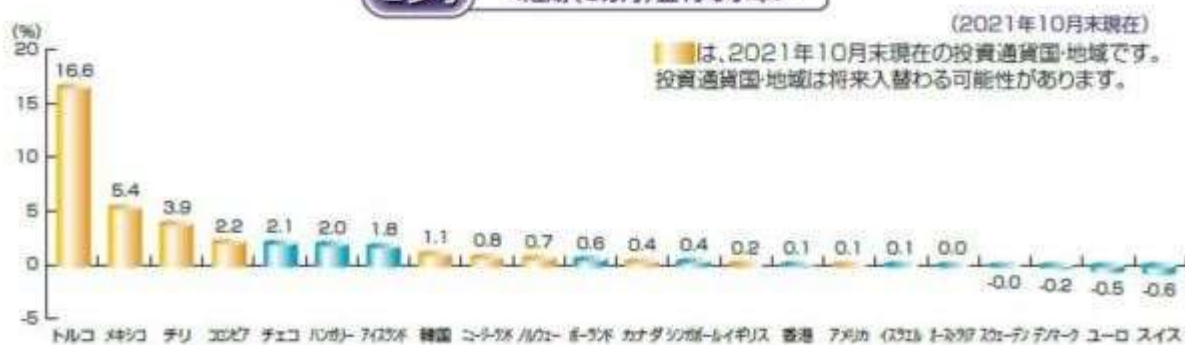 (2021年10月末現在)
(%)
は、2021年10月末現在の投資通貨国・地域です。
投資通貨国・地域は将来入替わる可能性があります。
20
15
10
5
0
-5
16.6 5.4 3.9 2.2 2.1 2.0 1.8 1.1 0.8 0.7 0.6 0.4 0.4 0.2 0.1 0.1 0.1 0.0 -0.0 -0.2 -0.5 -0.6
トルコ メキシコ チリ コロンビア チェコ ハンガリー アイスランド 韓国 ニュージーランド ノルウェー ポーランド カナダ シンガポール イギリス 香港 アメリカ イスラエル オーストラリア スウェーデン デンマーク ユーロ スイス